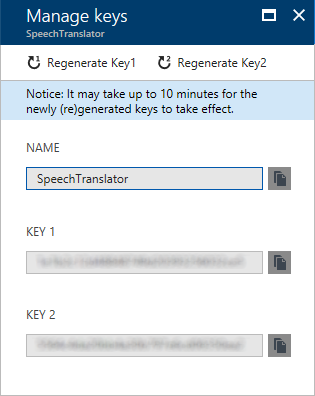 Manage keys
SpeechTranslator
Regenerate Key1 Regenerate Key2
Notice: It may take up to 10 minutes for the
newly (re)generated keys to take effect.
NAME
SpeechTranslator
KEY 1
KEY 2